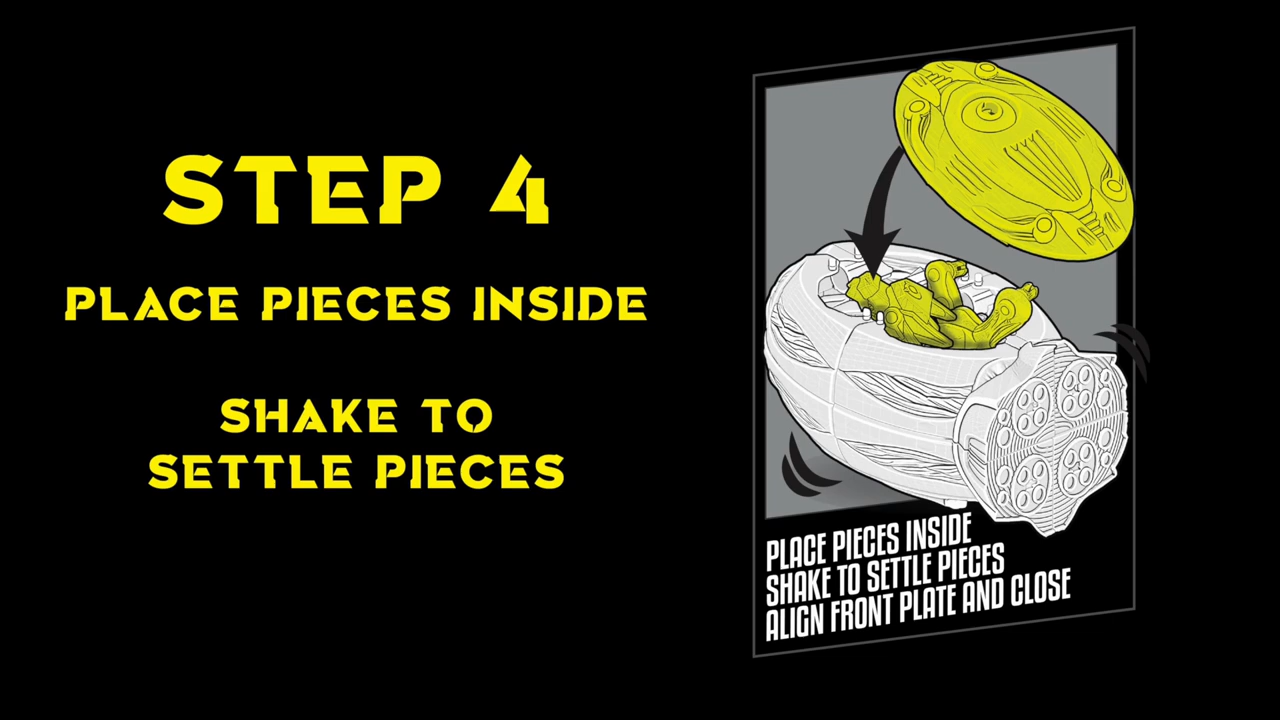 STEP 4
PLACE PIECES INSIDE
SHAKE TO
SETTLE PIECES
PLACE PIECES INSIDE
SHAKE TO SETTLE PIECES
ALIGN FRONT PLATE AND CLOSE